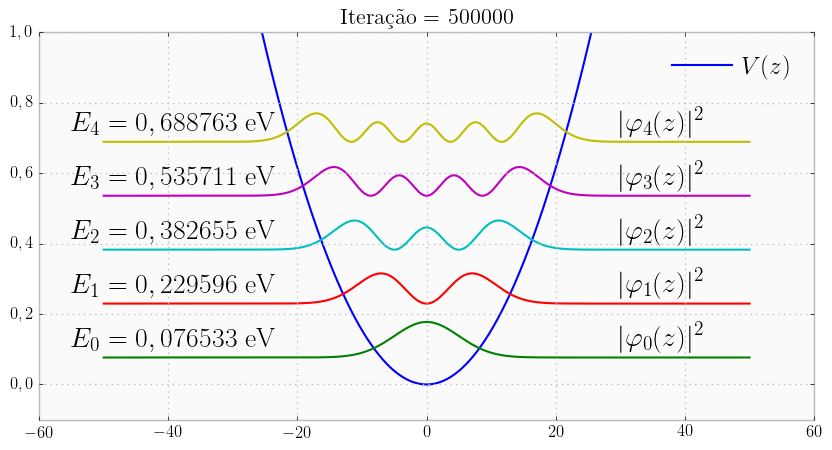 Iteração = 500000
1,0
V(z)
0,8
E₄ = 0,688763 eV
|φ₄(z)|²
0,6
E₃ = 0,535711 eV
|φ₃(z)|²
0,4
E₂ = 0,382655 eV
|φ₂(z)|²
E₁ = 0,229596 eV
|φ₁(z)|²
0,2
E₀ = 0,076533 eV
|φ₀(z)|²
0,0
−60 −40 −20 0 20 40 60